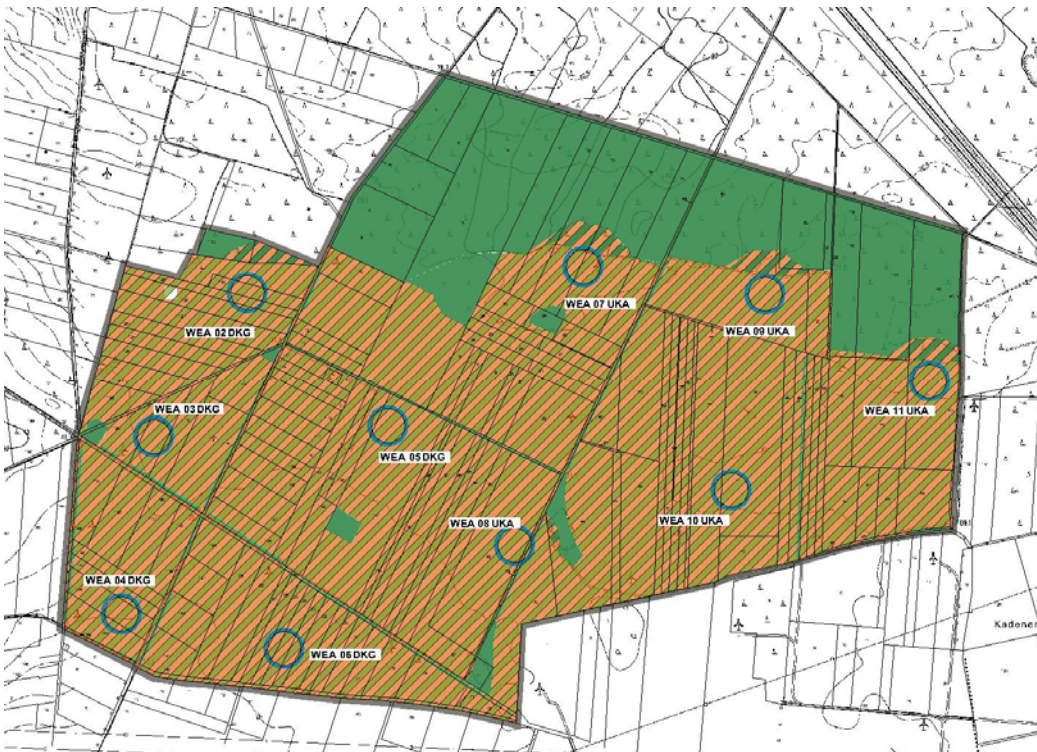 WEA 07 UKA
WEA 02 DKG
WEA 09 UKA
WEA 03 DKG
WEA 11 UKA
WEA 05 DKG
WEA 08 UKA
WEA 10 UKA
WEA 04 DKG
Kadener
WEA 06 DKG